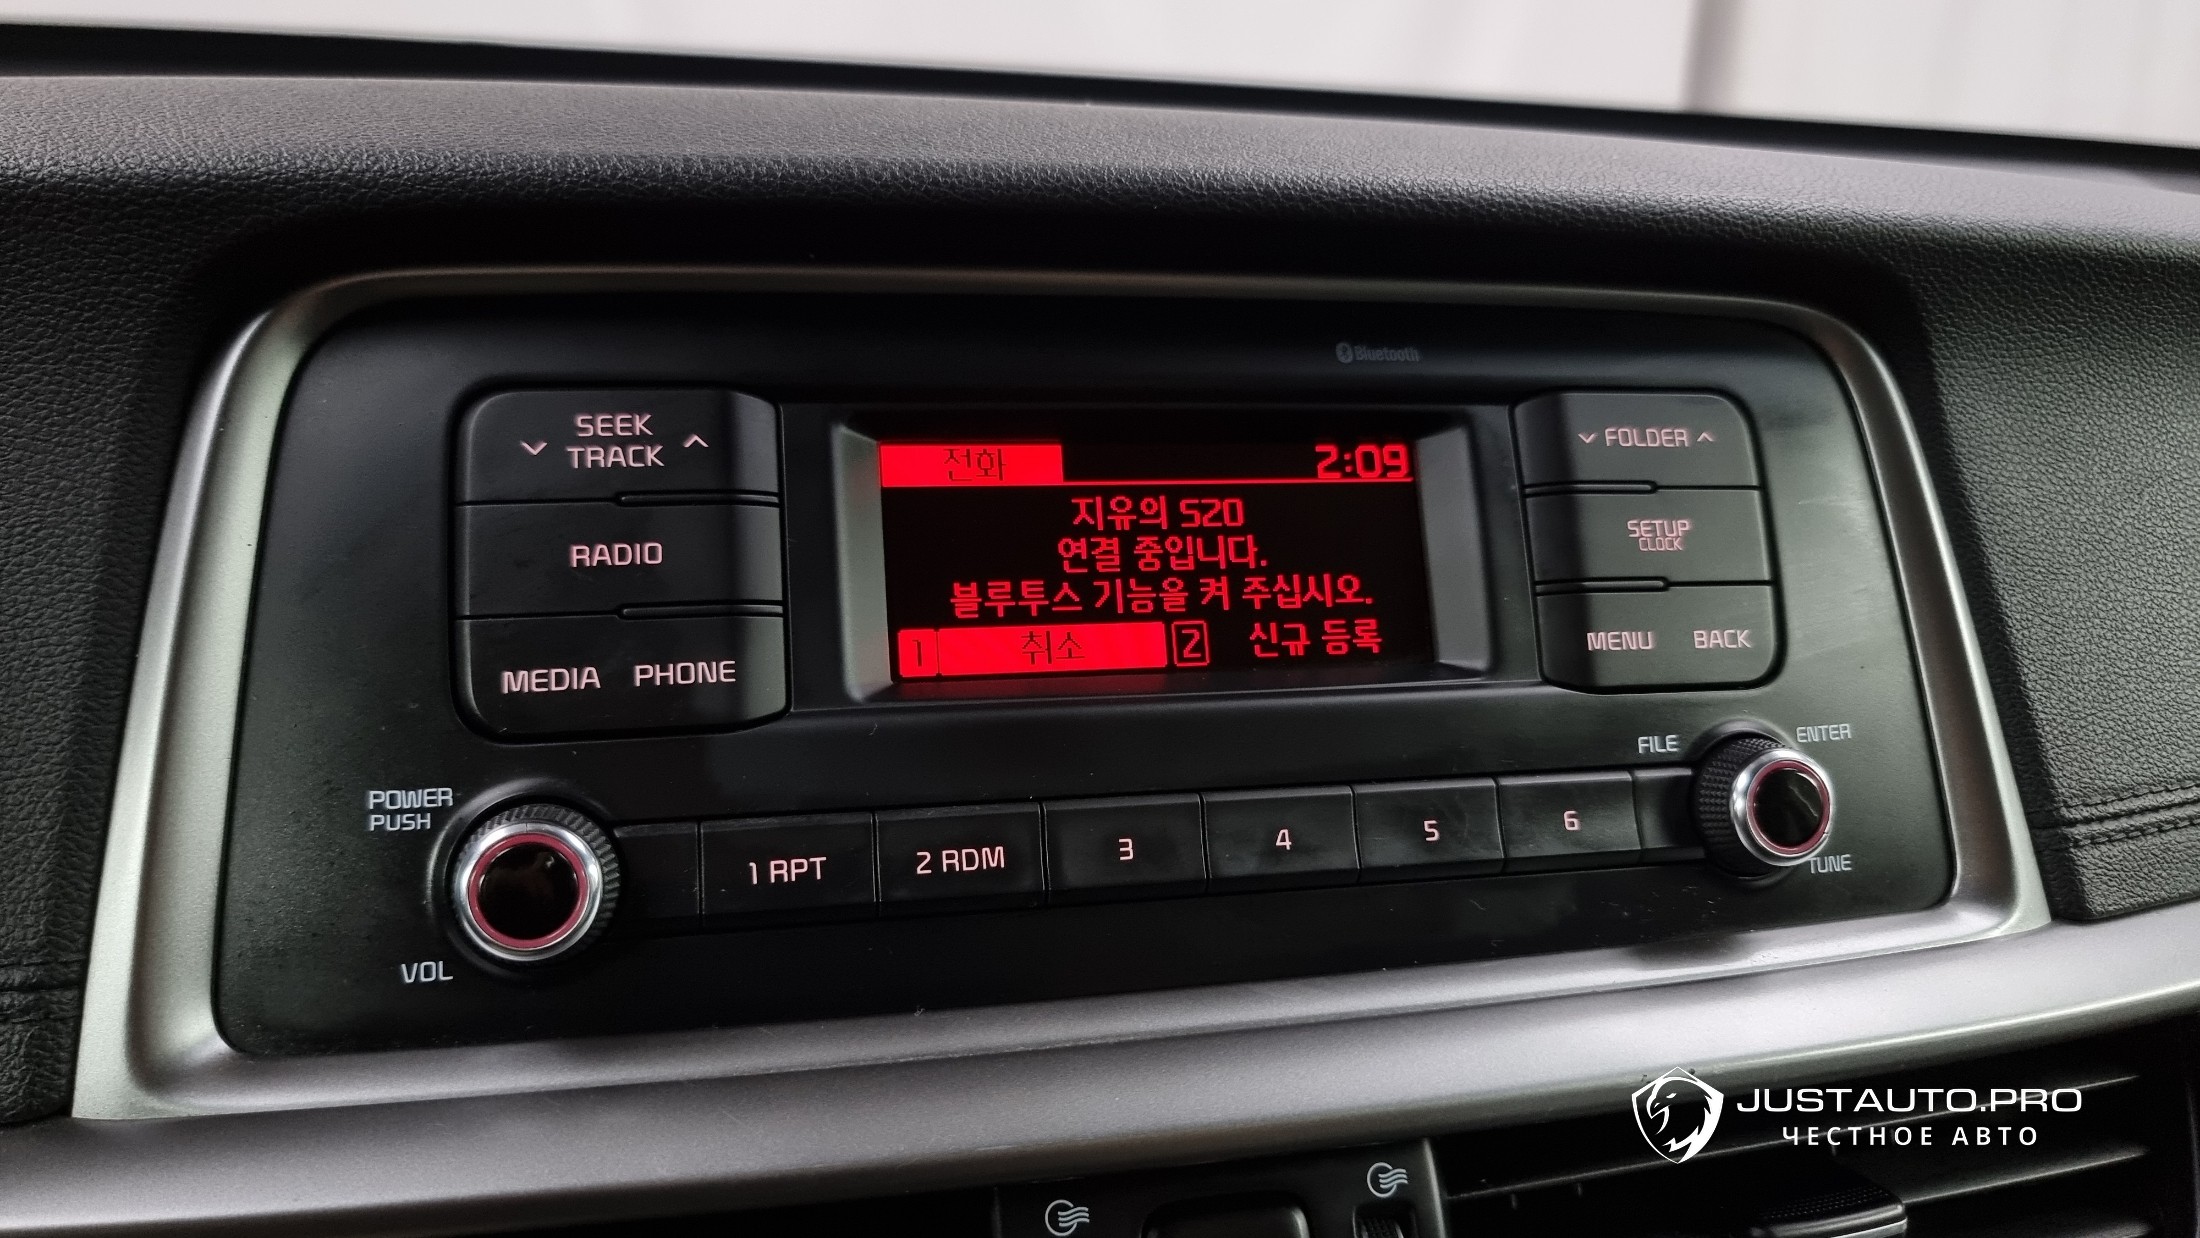 Bluetooth
SEEK
TRACK
RADIO
MEDIA PHONE
전화 2:09
지유의 S20
연결 중입니다.
블루투스 기능을 켜 주십시오.
1 취소 2 신규 등록
FOLDER
SETUP
CLOCK
MENU BACK
POWER
PUSH
VOL
1 RPT 2 RDM 3 4 5 6
FILE
ENTER
TUNE
JUSTAUTO.PRO
ЧЕСТНОЕ АВТО